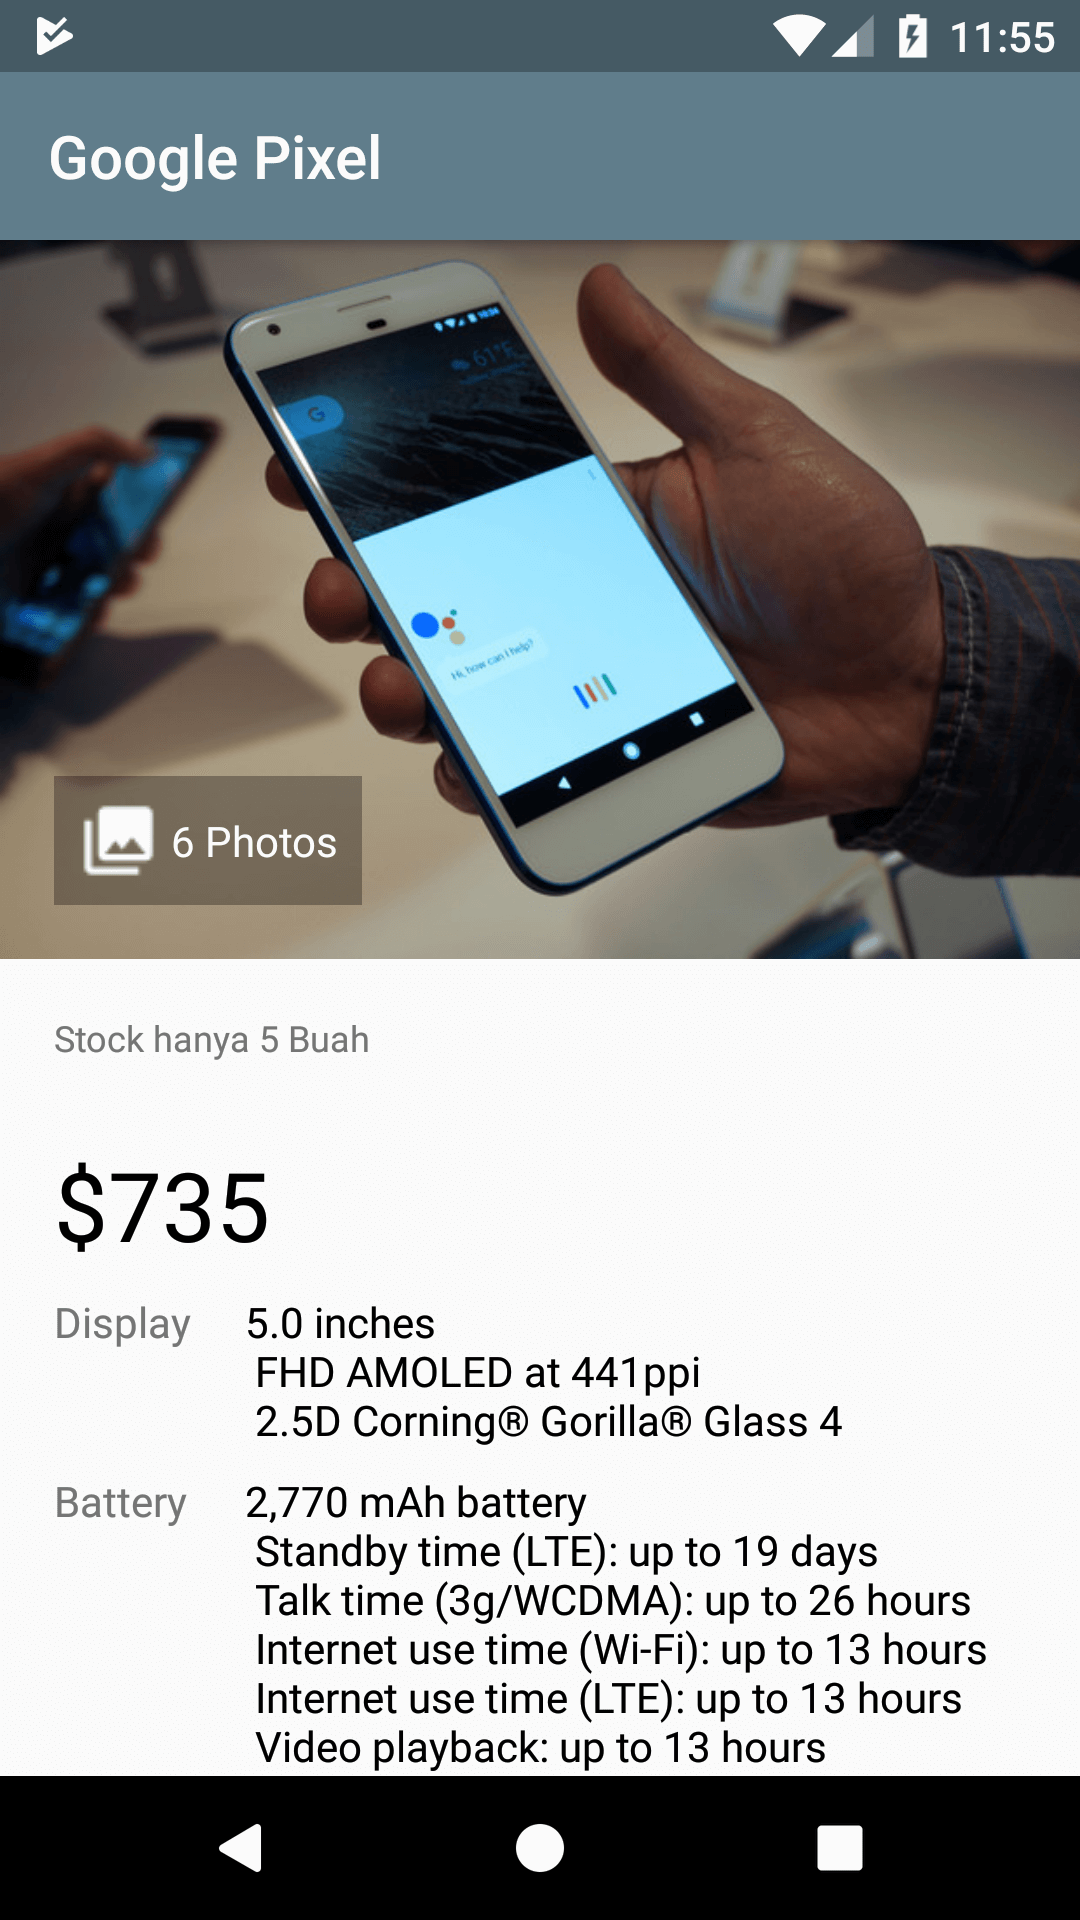 11:55
Google Pixel
10:24
61°F
G
Hi, how can I help?
6 Photos
Stock hanya 5 Buah
$735
Display 5.0 inches
FHD AMOLED at 441ppi
2.5D Corning® Gorilla® Glass 4
Battery 2,770 mAh battery
Standby time (LTE): up to 19 days
Talk time (3g/WCDMA): up to 26 hours
Internet use time (Wi-Fi): up to 13 hours
Internet use time (LTE): up to 13 hours
Video playback: up to 13 hours